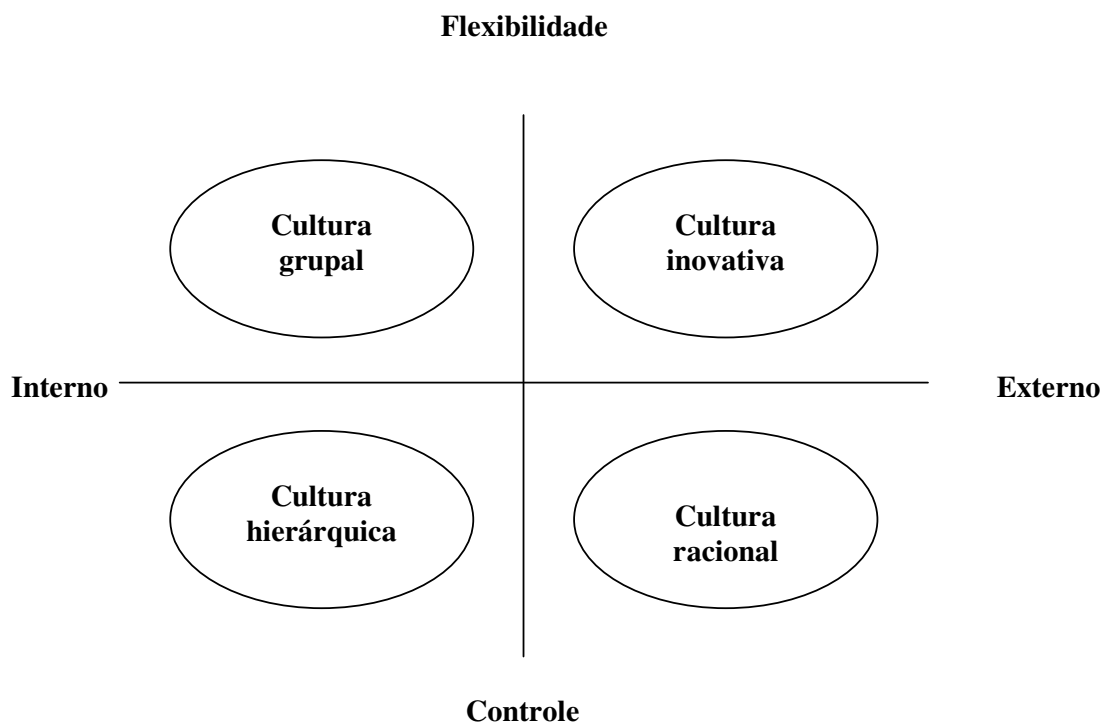 Flexibilidade
Cultura
grupal
Cultura
inovativa
Interno
Externo
Cultura
hierárquica
Cultura
racional
Controle